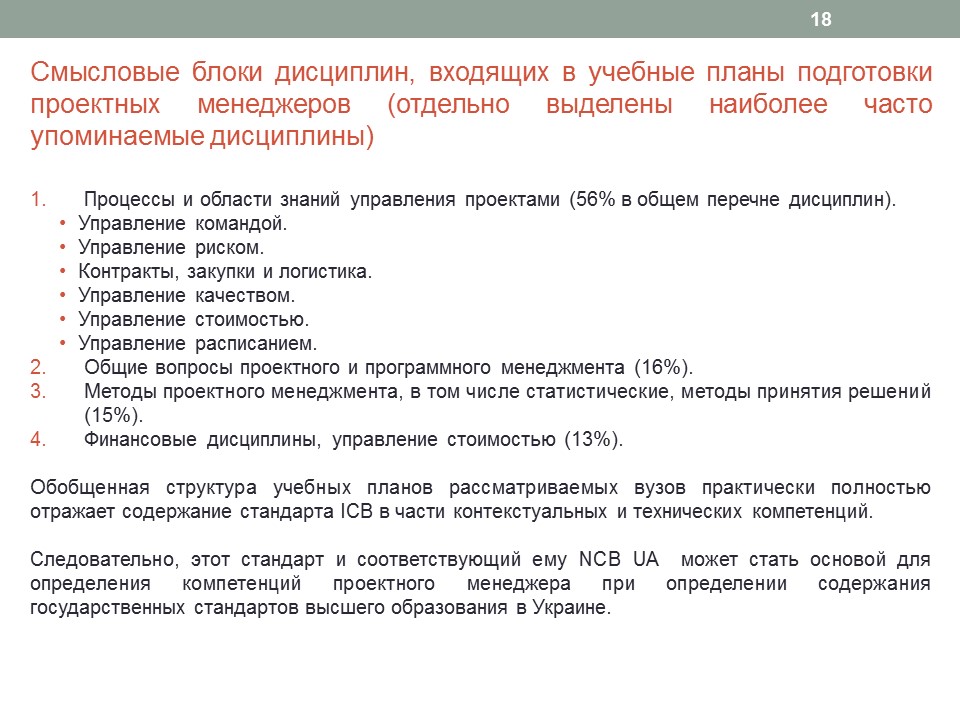 18
Смысловые блоки дисциплин, входящих в учебные планы подготовки
проектных менеджеров (отдельно выделены наиболее часто
упоминаемые дисциплины)
1. Процессы и области знаний управления проектами (56% в общем перечне дисциплин).
• Управление командой.
• Управление риском.
• Контракты, закупки и логистика.
• Управление качеством.
• Управление стоимостью.
• Управление расписанием.
2. Общие вопросы проектного и программного менеджмента (16%).
3. Методы проектного менеджмента, в том числе статистические, методы принятия решений
(15%).
4. Финансовые дисциплины, управление стоимостью (13%).
Обобщенная структура учебных планов рассматриваемых вузов практически полностью
отражает содержание стандарта ICB в части контекстуальных и технических компетенций.
Следовательно, этот стандарт и соответствующий ему NCB UA может стать основой для
определения компетенций проектного менеджера при определении содержания
государственных стандартов высшего образования в Украине.